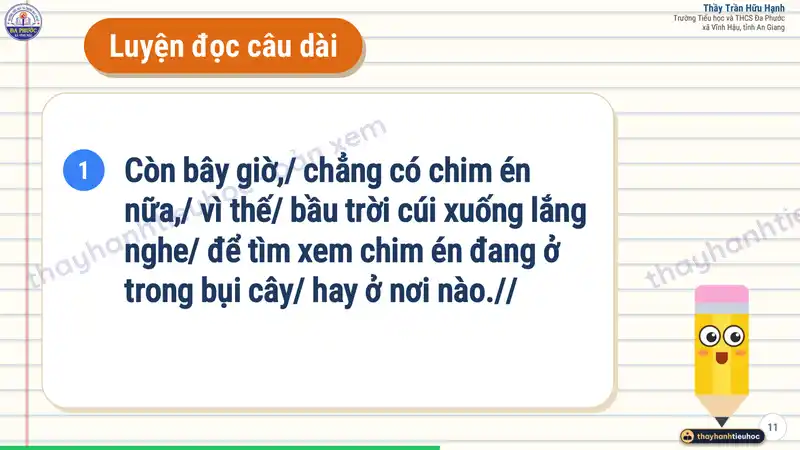 ĐA PHƯỚC
Thầy Trần Hữu Hạnh
Trường Tiểu học và THCS Đa Phước
xã Vĩnh Hậu, tỉnh An Giang
Luyện đọc câu dài
1
Còn bây giờ,/ chẳng có chim én
nữa,/ vì thế/ bầu trời cúi xuống lắng
nghe/ để tìm xem chim én đang ở
trong bụi cây/ hay ở nơi nào.//
thayhanhtieuhoc
11